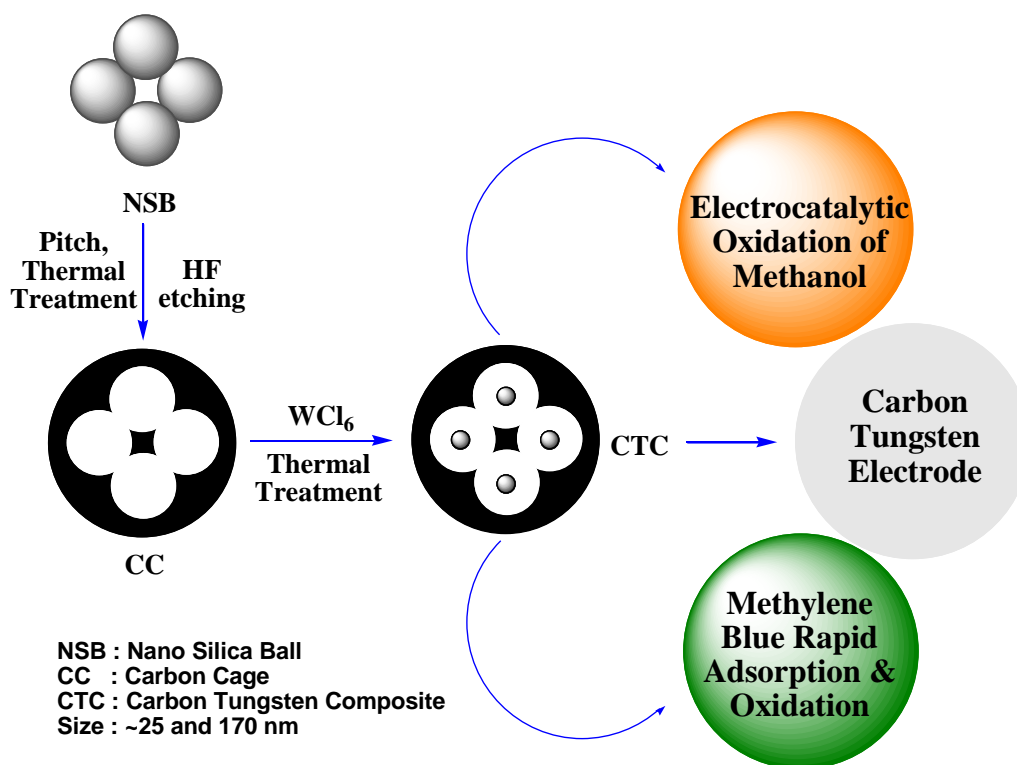 NSB
Pitch,
Thermal
Treatment
HF
etching
CC
WCl₆
Thermal
Treatment
CTC
Electrocatalytic
Oxidation of
Methanol
Carbon
Tungsten
Electrode
Methylene
Blue Rapid
Adsorption &
Oxidation
NSB : Nano Silica Ball
CC : Carbon Cage
CTC : Carbon Tungsten Composite
Size : ~25 and 170 nm